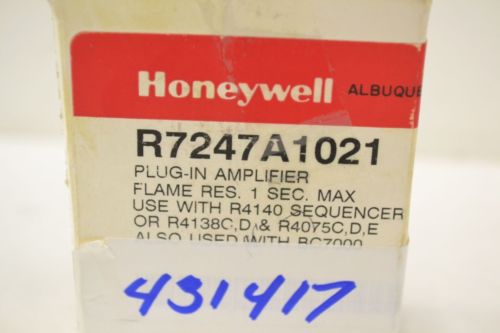 Honeywell ALBUQUE
R7247A1021
PLUG-IN AMPLIFIER
FLAME RES. 1 SEC. MAX
USE WITH R4140 SEQUENCER
OR R4138C,D & R4075C,D,E
ALSO USED WITH BC7000
431417